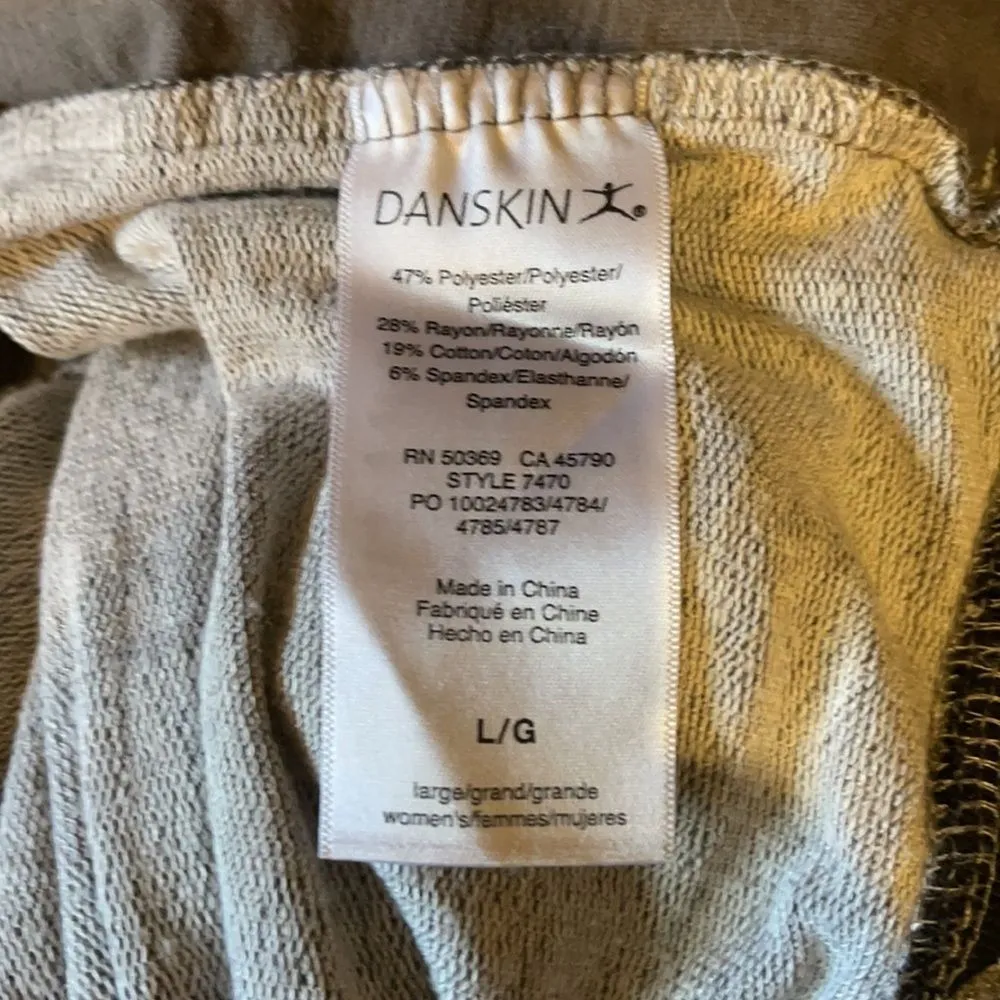 DANSKIN®
47% Polyester/Polyester/
Poliéster
28% Rayon/Rayonne/Rayón
19% Cotton/Coton/Algodón
6% Spandex/Elasthanne/
Spandex
RN 50369 CA 45790
STYLE 7470
PO 10024783/4784/
4785/4787
Made in China
Fabriqué en Chine
Hecho en China
L/G
large/grand/grande
women's/femmes/mujeres